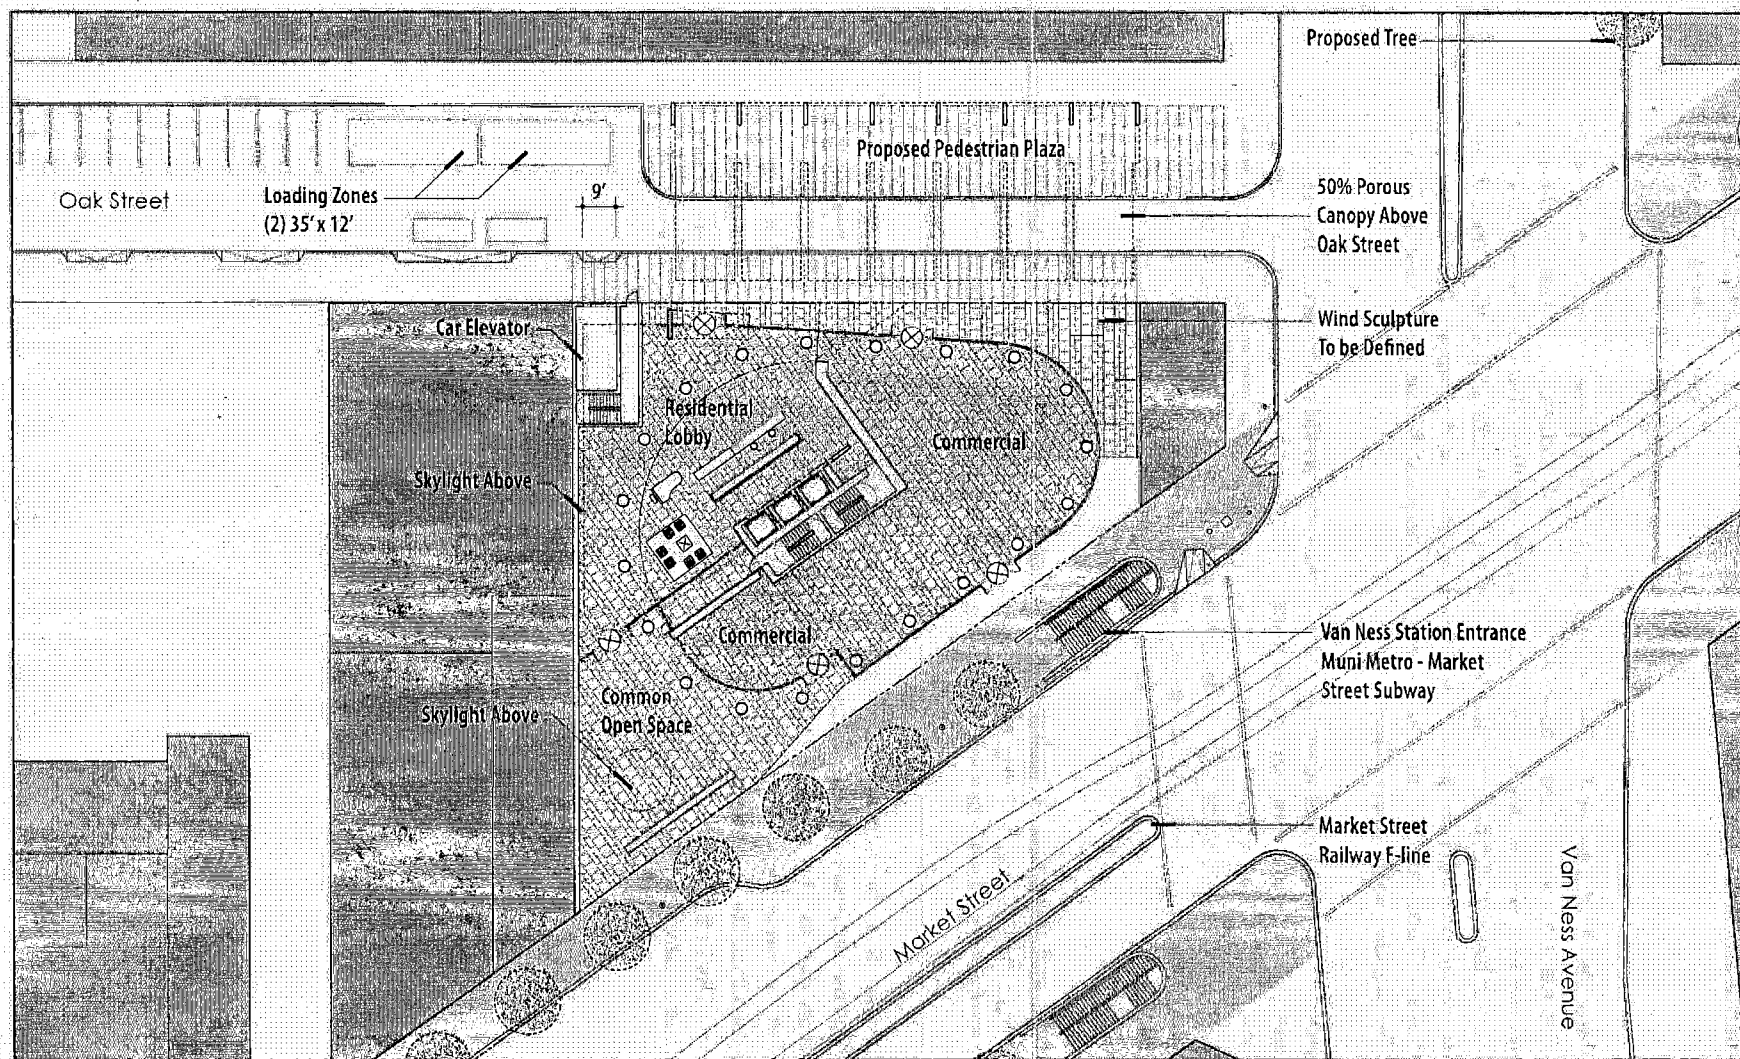 Proposed Tree
Proposed Pedestrian Plaza
Oak Street
Loading Zones
(2) 35' x 12'
9'
50% Porous
Canopy Above
Oak Street
Car Elevator
Wind Sculpture
To be Defined
Residential
Lobby
Commercial
Skylight Above
Commercial
Van Ness Station Entrance
Muni Metro - Market
Street Subway
Common
Open Space
Skylight Above
Market Street
Railway F-line
Market Street
Van Ness Avenue